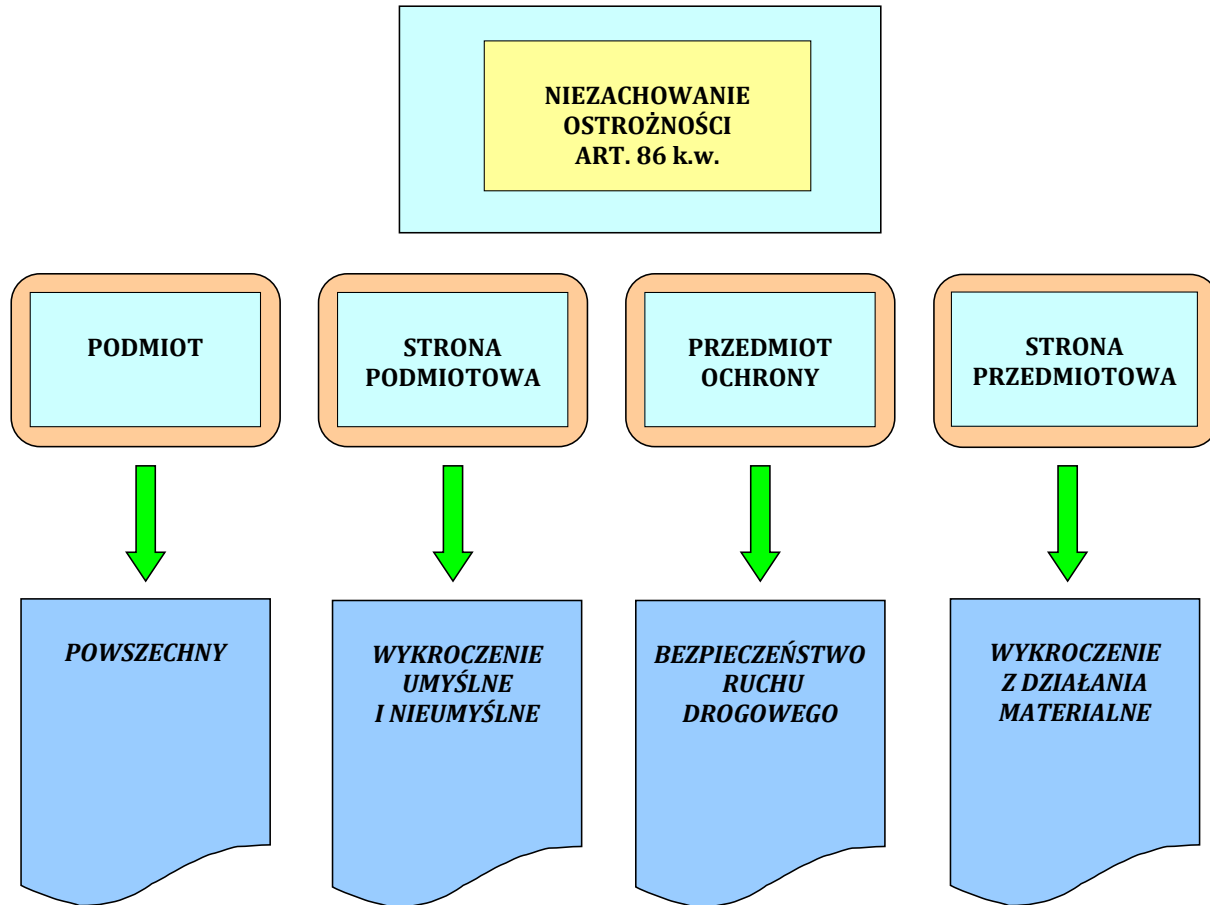 NIEZACHOWANIE
OSTROŻNOŚCI
ART. 86 k.w.
PODMIOT
STRONA
PODMIOTOWA
PRZEDMIOT
OCHRONY
STRONA
PRZEDMIOTOWA
POWSZECHNY
WYKROCZENIE
UMYŚLNE
I NIEUMYŚLNE
BEZPIECZEŃSTWO
RUCHU
DROGOWEGO
WYKROCZENIE
Z DZIAŁANIA
MATERIALNE